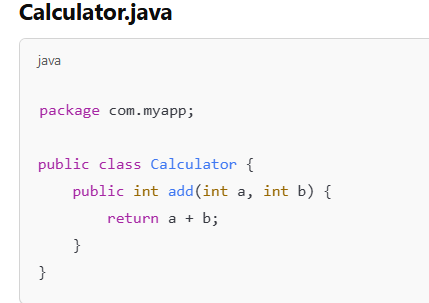 Calculator.java
java
package com.myapp;
public class Calculator {
    public int add(int a, int b) {
        return a + b;
    }
}